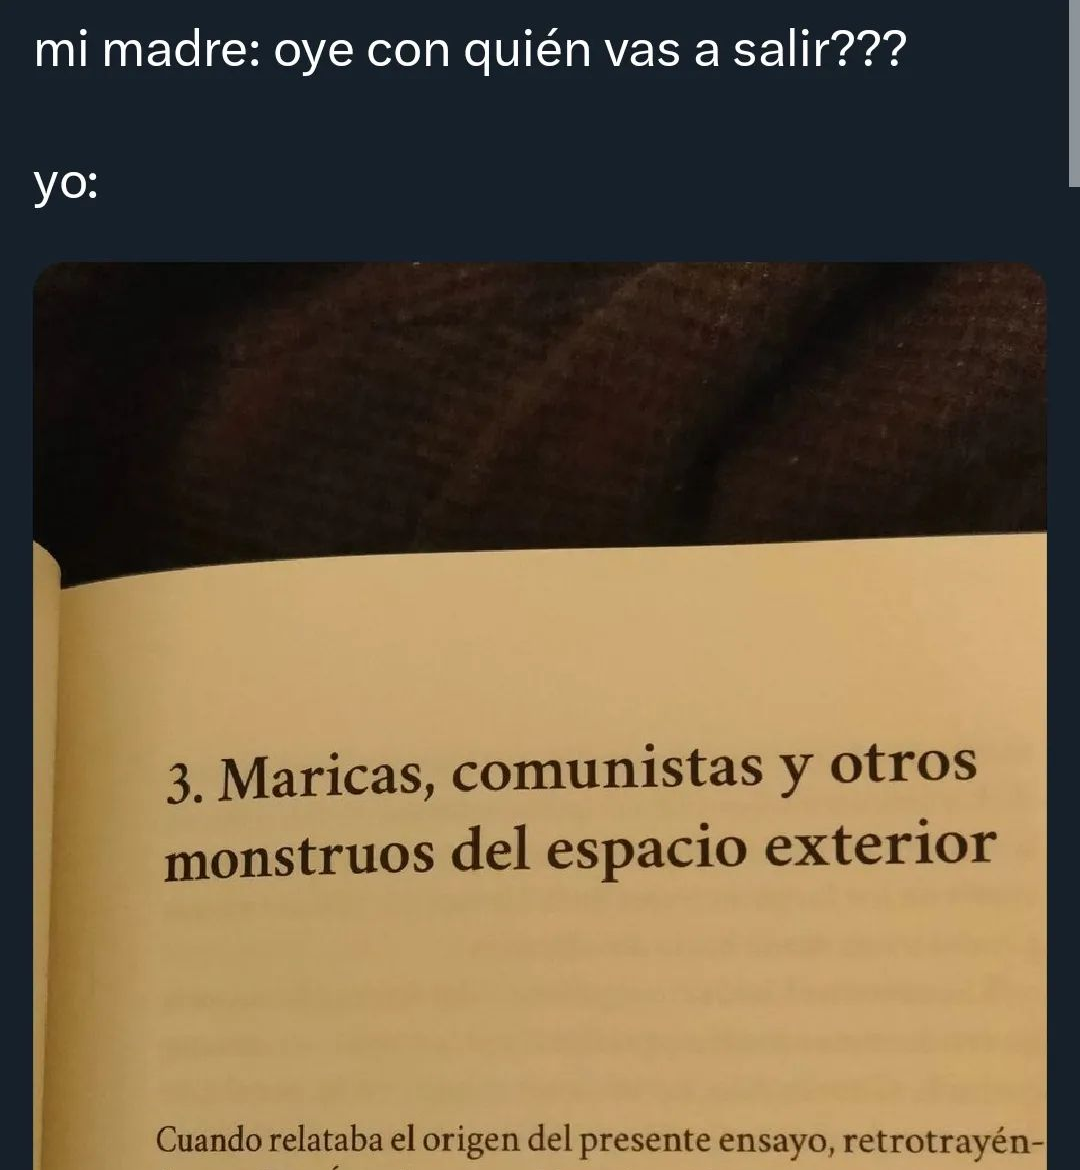 mi madre: oye con quién vas a salir???
yo:
3. Maricas, comunistas y otros
monstruos del espacio exterior
Cuando relataba el origen del presente ensayo, retrotrayén-